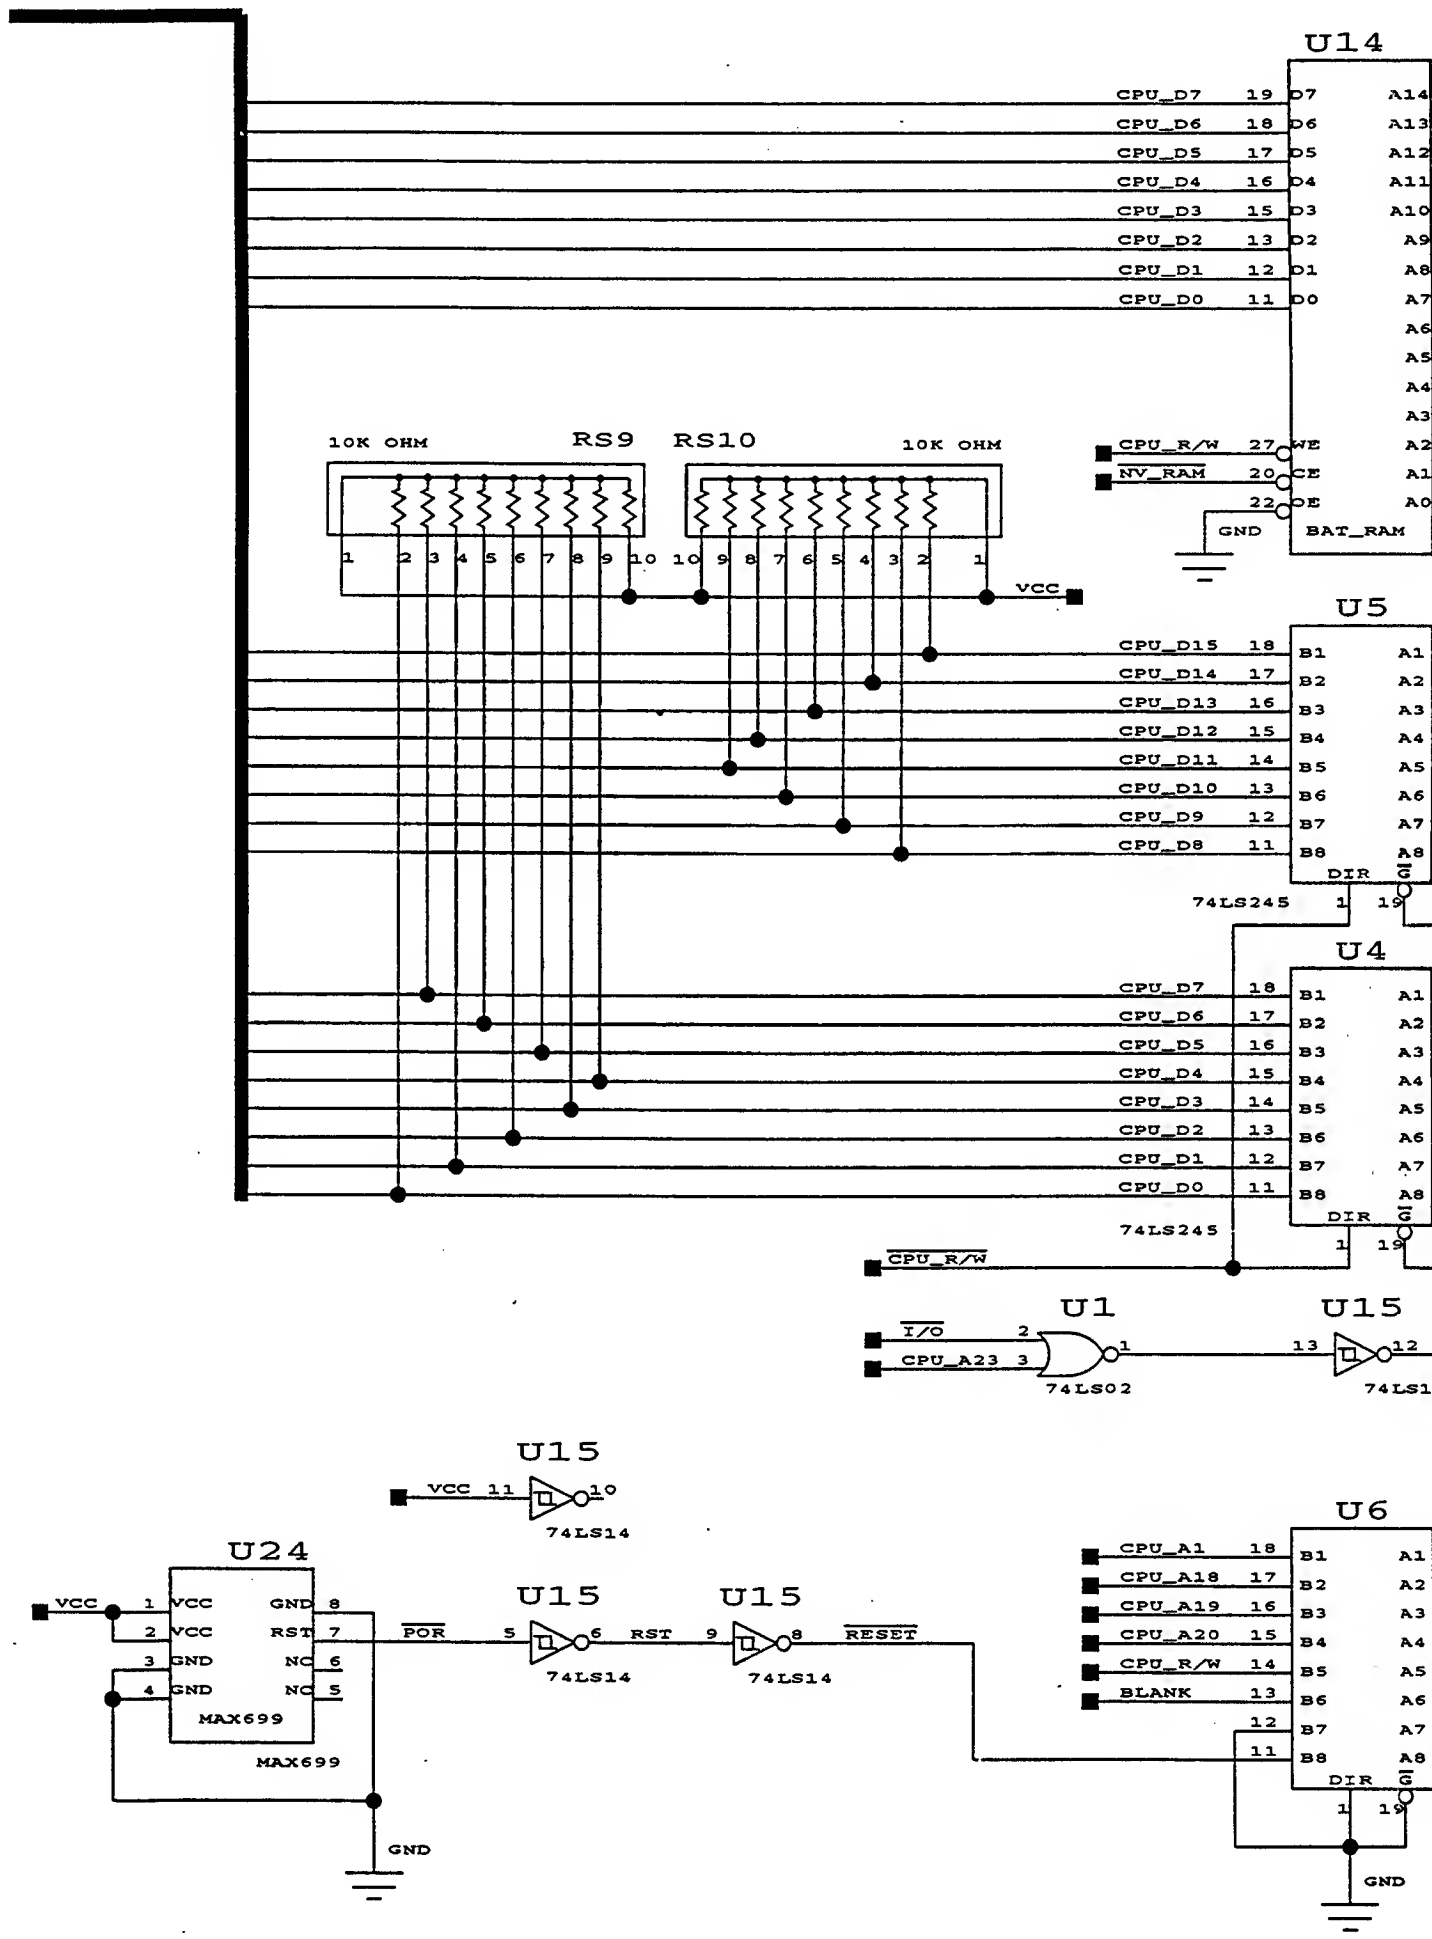 U14
CPU_D7 19 D7 A14
CPU_D6 18 D6 A13
CPU_D5 17 D5 A12
CPU_D4 16 D4 A11
CPU_D3 15 D3 A10
CPU_D2 13 D2 A9
CPU_D1 12 D1 A8
CPU_D0 11 D0 A7
A6
A5
A4
A3
CPU_R/W 27 WE A2
NV_RAM 20 CE A1
22 OE A0
GND BAT_RAM
10K OHM RS9 RS10 10K OHM
1 2 3 4 5 6 7 8 9 10 10 9 8 7 6 5 4 3 2 1
VCC
U5
CPU_D15 18 B1 A1
CPU_D14 17 B2 A2
CPU_D13 16 B3 A3
CPU_D12 15 B4 A4
CPU_D11 14 B5 A5
CPU_D10 13 B6 A6
CPU_D9 12 B7 A7
CPU_D8 11 B8 A8
DIR G
74LS245 1 19
U4
CPU_D7 18 B1 A1
CPU_D6 17 B2 A2
CPU_D5 16 B3 A3
CPU_D4 15 B4 A4
CPU_D3 14 B5 A5
CPU_D2 13 B6 A6
CPU_D1 12 B7 A7
CPU_D0 11 B8 A8
DIR G
74LS245 1 19
CPU_R/W
U1 U15
I/O 2 1 13 12
CPU_A23 3
74LS02 74LS1
U15
VCC 11 10
74LS14
U24
VCC 1 VCC GND 8
2 VCC RST 7
3 GND NC 6
4 GND NC 5
MAX699
MAX699
GND
U15 U15
POR 5 6 RST 9 8 RESET
74LS14 74LS14
U6
CPU_A1 18 B1 A1
CPU_A18 17 B2 A2
CPU_A19 16 B3 A3
CPU_A20 15 B4 A4
CPU_R/W 14 B5 A5
BLANK 13 B6 A6
12 B7 A7
11 B8 A8
DIR G
1 19
GND